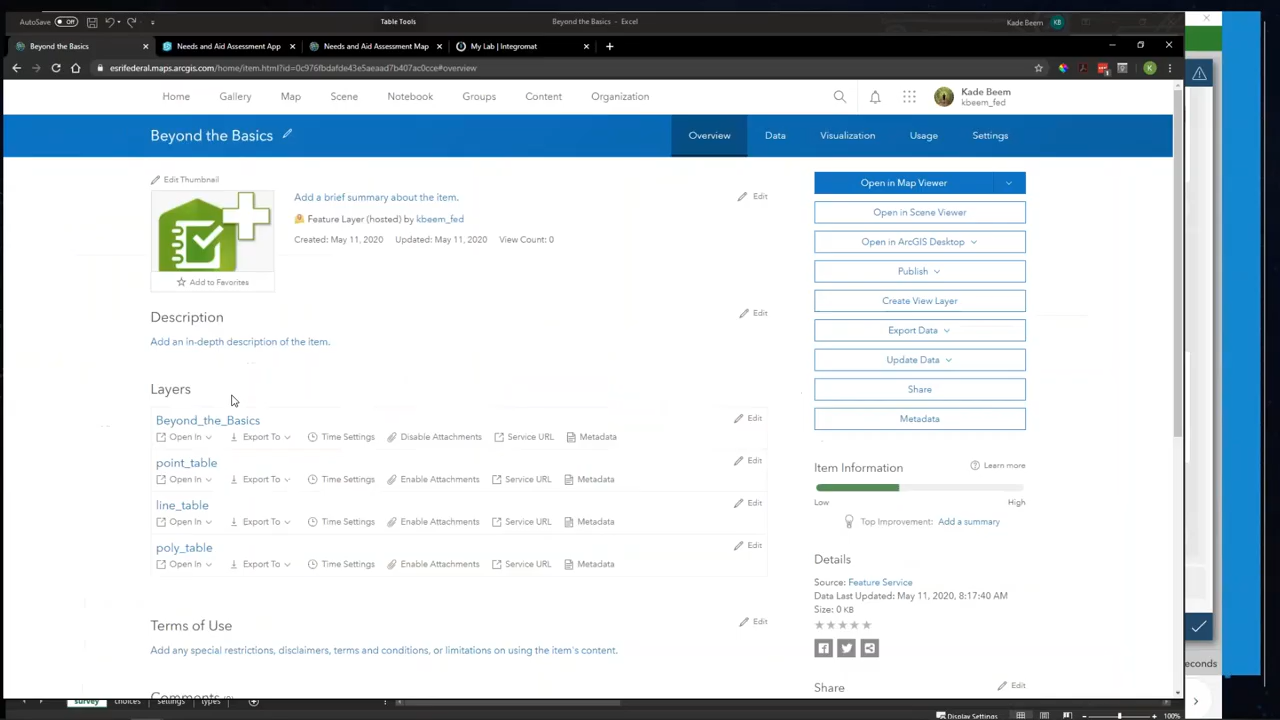 AutoSave Off Table Tools Beyond the Basics - Excel Kade Beem KB
Beyond the Basics Needs and Aid Assessment App Needs and Aid Assessment Map My Lab | Integromat
esrifederal.maps.arcgis.com/home/item.html?id=0c976fbdafde43e5aeaad7b407ac0cce#overview
Home Gallery Map Scene Notebook Groups Content Organization Kade Beem
kbeem_fed
Beyond the Basics Overview Data Visualization Usage Settings
Edit Thumbnail
Add a brief summary about the item. Edit
Feature Layer (hosted) by kbeem_fed
Created: May 11, 2020 Updated: May 11, 2020 View Count: 0
Add to Favorites
Open in Map Viewer
Open in Scene Viewer
Open in ArcGIS Desktop
Publish
Create View Layer
Export Data
Update Data
Share
Metadata
Description Edit
Add an in-depth description of the item.
Layers
Beyond_the_Basics Edit
Open In Export To Time Settings Disable Attachments Service URL Metadata
point_table Edit
Open In Export To Time Settings Enable Attachments Service URL Metadata
line_table Edit
Open In Export To Time Settings Enable Attachments Service URL Metadata
poly_table Edit
Open In Export To Time Settings Enable Attachments Service URL Metadata
Item Information Learn more
Low High
Top Improvement: Add a summary
Details
Source: Feature Service
Data Last Updated: May 11, 2020, 8:17:40 AM
Size: 0 KB
Terms of Use Edit
Add any special restrictions, disclaimers, terms and conditions, or limitations on using the item's content.
Share Edit
Comments (0)
econds
survey choices settings types
Display Settings 100%